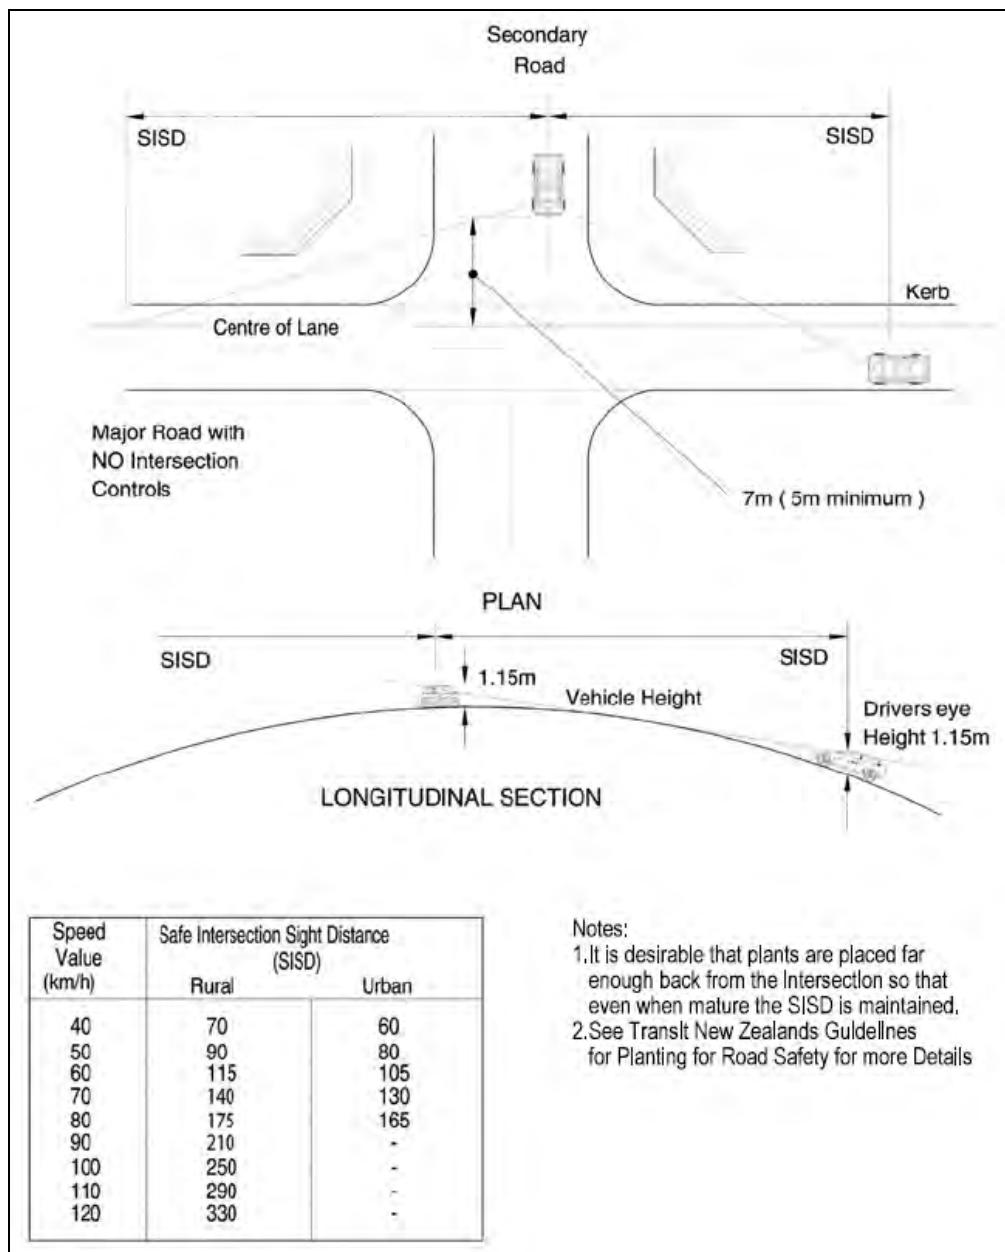 Secondary
Road
SISD
SISD
Kerb
Centre of Lane
Major Road with
NO Intersection
Controls
7m ( 5m minimum )
PLAN
SISD
SISD
1.15m
Vehicle Height
Drivers eye
Height 1.15m
LONGITUDINAL SECTION
Speed
Value
(km/h)
Safe Intersection Sight Distance
(SISD)
Rural Urban
40 70 60
50 90 80
60 115 105
70 140 130
80 175 165
90 210 -
100 250 -
110 290 -
120 330 -
Notes:
1.It is desirable that plants are placed far
enough back from the Intersection so that
even when mature the SISD is maintained.
2.See Transit New Zealands Guidelines
for Planting for Road Safety for more Details